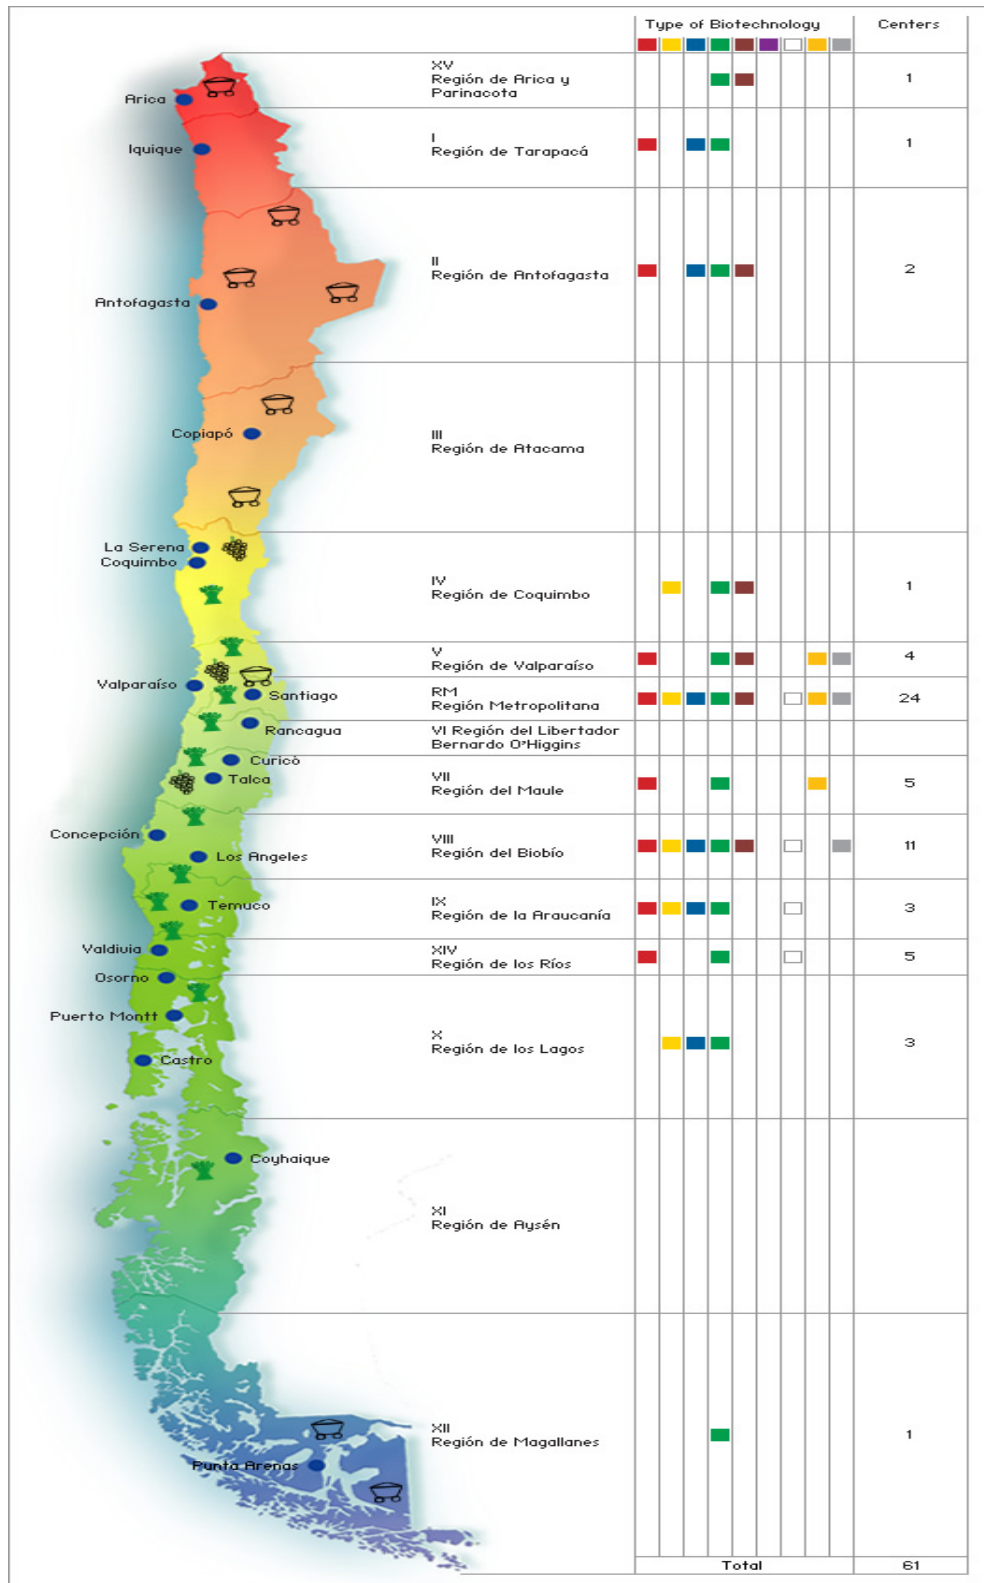 Type of Biotechnology
Centers
XV
Región de Arica y
Parinacota
1
Arica
I
Región de Tarapacá
1
Iquique
II
Región de Antofagasta
2
Antofagasta
III
Región de Atacama
Copiapó
La Serena
Coquimbo
IV
Región de Coquimbo
1
V
Región de Valparaíso
4
Valparaíso
Santiago
RM
Región Metropolitana
24
Rancagua
VI Región del Libertador
Bernardo O'Higgins
Curicò
Talca
VII
Región del Maule
5
Concepción
Los Angeles
VIII
Región del Biobío
11
Temuco
IX
Región de la Araucanía
3
Valdivia
XIV
Región de los Ríos
5
Osorno
Puerto Montt
Castro
X
Región de los Lagos
3
Coyhaique
XI
Región de Aysén
XII
Región de Magallanes
1
Punta Arenas
Total
61